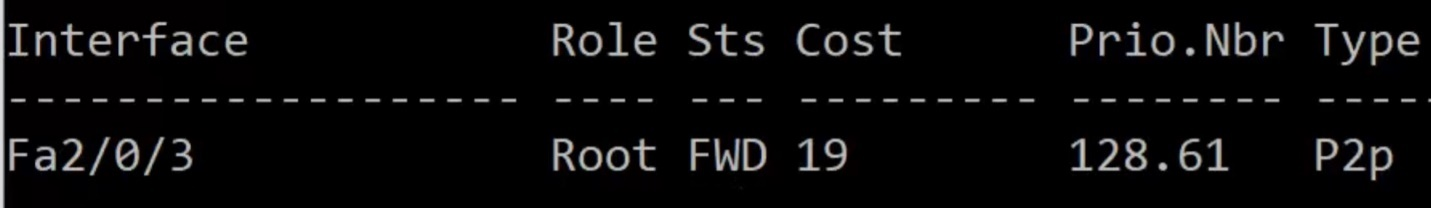 Interface Role Sts Cost Prio.Nbr Type
------------------- ---- --- --------- -------- -----
Fa2/0/3 Root FWD 19 128.61 P2p